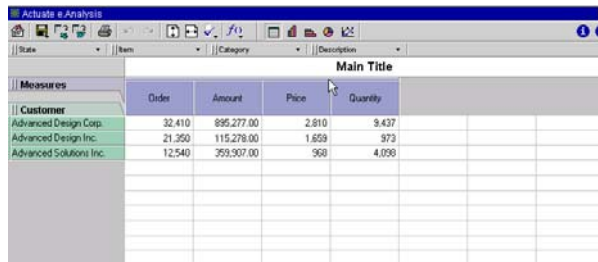 Actuate e.Analysis
State Item Category Description
Main Title
Measures
Order Amount Price Quantity
Customer
Advanced Design Corp. 32,410 895,277.00 2,810 9,437
Advanced Design Inc. 21,350 115,278.00 1,659 973
Advanced Solutions Inc. 12,540 359,907.00 968 4,098